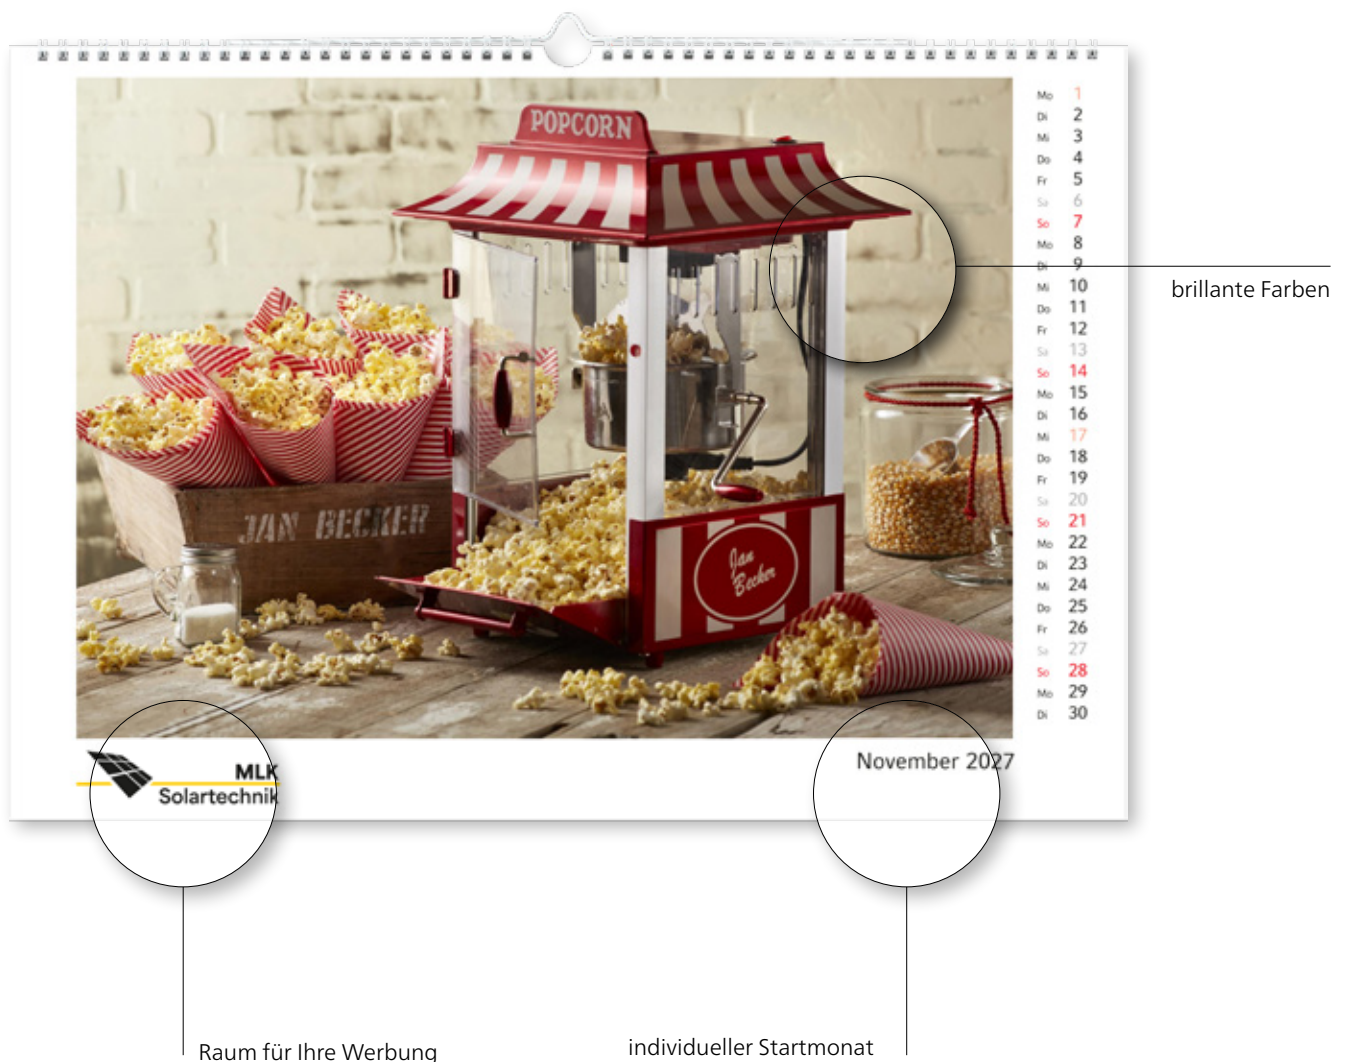 POPCORN
JAN BECKER
Jan
Becker
Mo 1
Di 2
Mi 3
Do 4
Fr 5
Sa 6
So 7
Mo 8
Di 9
Mi 10
Do 11
Fr 12
Sa 13
So 14
Mo 15
Di 16
Mi 17
Do 18
Fr 19
Sa 20
So 21
Mo 22
Di 23
Mi 24
Do 25
Fr 26
Sa 27
So 28
Mo 29
Di 30
brillante Farben
MLK
Solartechnik
November 2027
Raum für Ihre Werbung
individueller Startmonat